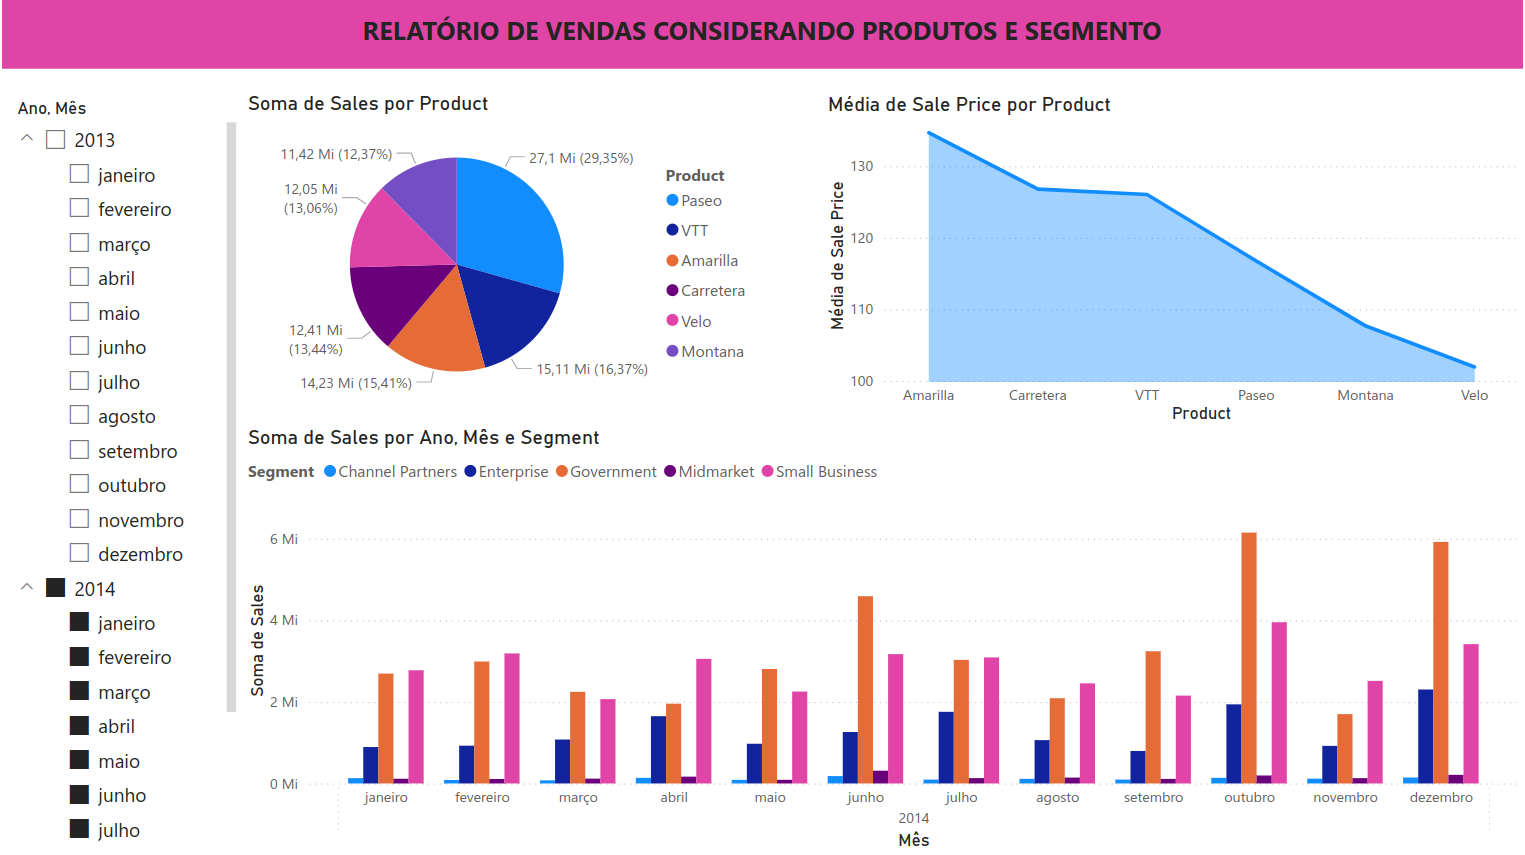 RELATÓRIO DE VENDAS CONSIDERANDO PRODUTOS E SEGMENTO
Ano, Mês
2013
janeiro
fevereiro
março
abril
maio
junho
julho
agosto
setembro
outubro
novembro
dezembro
2014
janeiro
fevereiro
março
abril
maio
junho
julho
Soma de Sales por Product
11,42 Mi (12,37%)
27,1 Mi (29,35%)
12,05 Mi
(13,06%)
12,41 Mi
(13,44%)
14,23 Mi (15,41%)
15,11 Mi (16,37%)
Product
Paseo
VTT
Amarilla
Carretera
Velo
Montana
Média de Sale Price por Product
Média de Sale Price
130
120
110
100
Amarilla Carretera VTT Paseo Montana Velo
Product
Soma de Sales por Ano, Mês e Segment
Segment Channel Partners Enterprise Government Midmarket Small Business
Soma de Sales
6 Mi
4 Mi
2 Mi
0 Mi
janeiro fevereiro março abril maio junho julho agosto setembro outubro novembro dezembro
2014
Mês